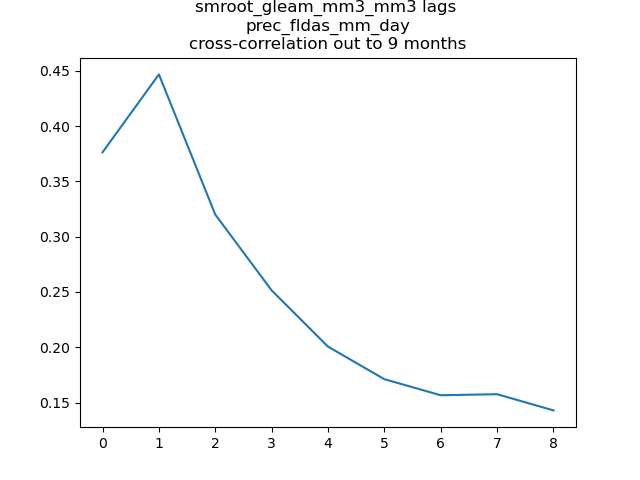 smroot_gleam_mm3_mm3 lags
prec_fldas_mm_day
cross-correlation out to 9 months
0.45
0.40
0.35
0.30
0.25
0.20
0.15
0 1 2 3 4 5 6 7 8